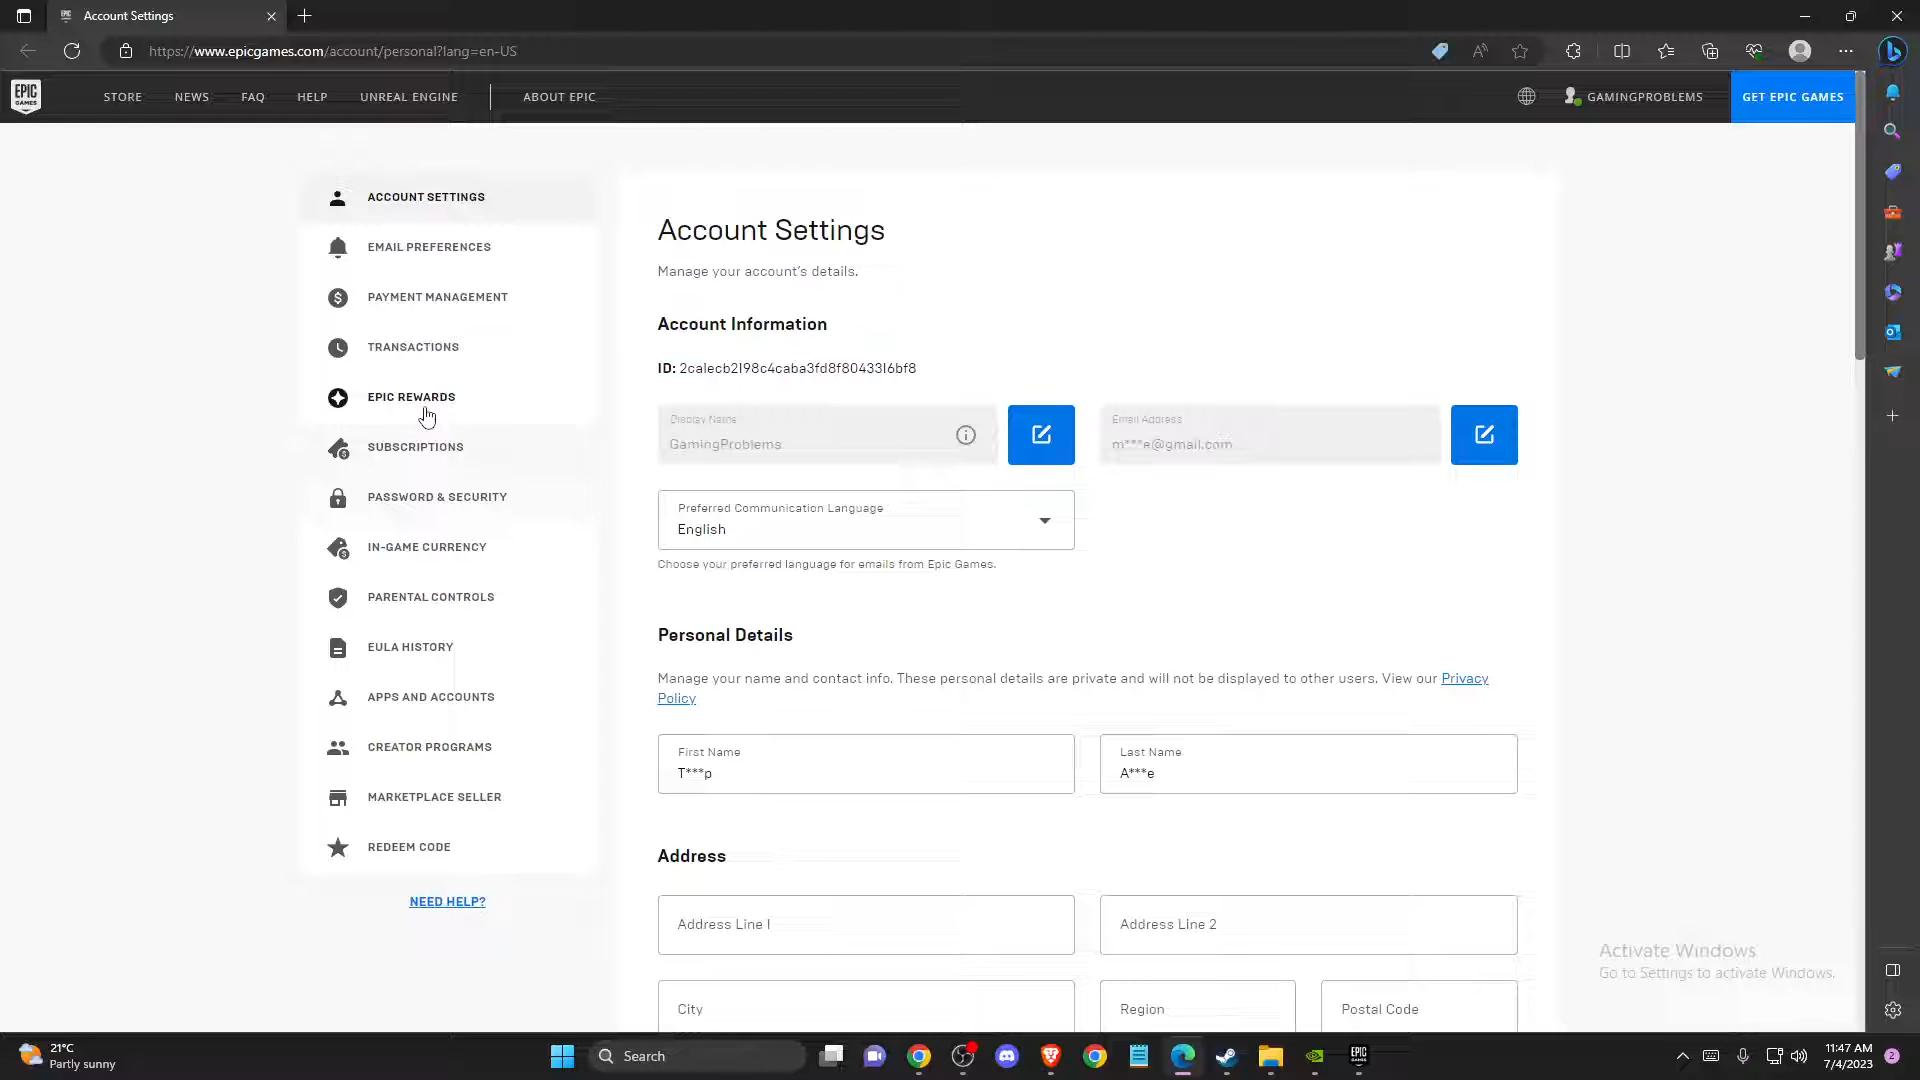 Account Settings
https://www.epicgames.com/account/personal?lang=en-US
EPIC GAMES
STORE
NEWS
FAQ
HELP
UNREAL ENGINE
ABOUT EPIC
GAMINGPROBLEMS
GET EPIC GAMES
ACCOUNT SETTINGS
EMAIL PREFERENCES
PAYMENT MANAGEMENT
TRANSACTIONS
EPIC REWARDS
SUBSCRIPTIONS
PASSWORD & SECURITY
IN-GAME CURRENCY
PARENTAL CONTROLS
EULA HISTORY
APPS AND ACCOUNTS
CREATOR PROGRAMS
MARKETPLACE SELLER
REDEEM CODE
NEED HELP?
Account Settings
Manage your account's details.
Account Information
ID: 2ca1ecb2198c4caba3fd8f8043316bf8
Display Name
GamingProblems
Email Address
m***e@gmail.com
Preferred Communication Language
English
Choose your preferred language for emails from Epic Games.
Personal Details
Manage your name and contact info. These personal details are private and will not be displayed to other users. View our Privacy
Policy
First Name
T***p
Last Name
A***e
Address
Address Line 1
Address Line 2
City
Region
Postal Code
Activate Windows
Go to Settings to activate Windows.
21°C
Partly sunny
Search
EPIC GAMES
11:47 AM
7/4/2023
2